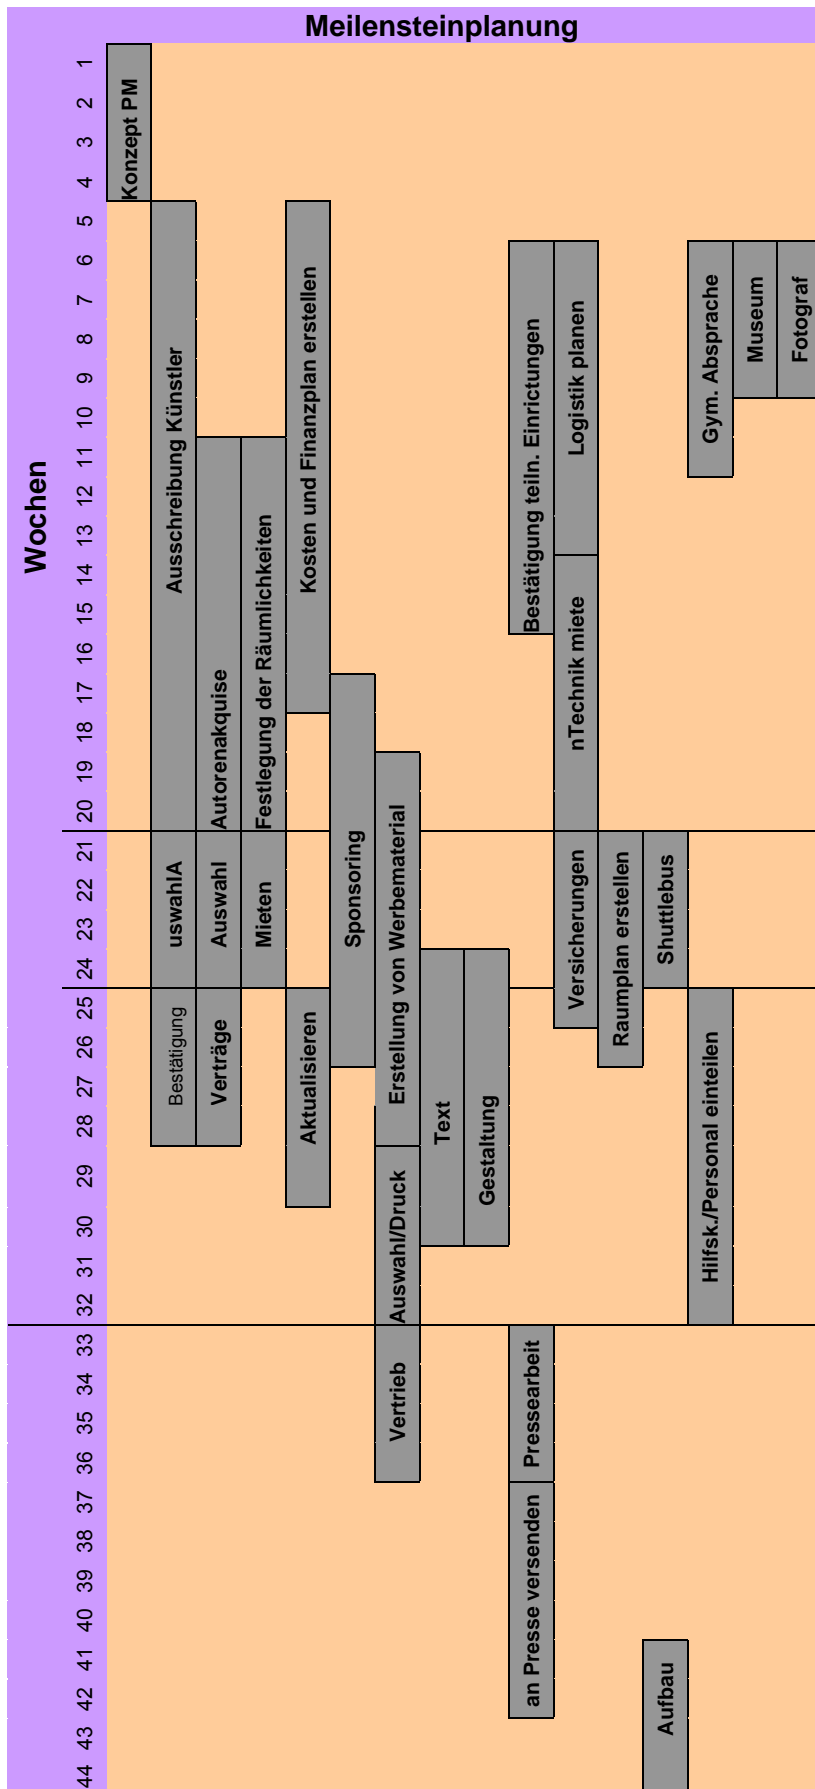 Meilensteinplanung
Wochen
1
2
3
4
5
6
7
8
9
10
11
12
13
14
15
16
17
18
19
20
21
22
23
24
25
26
27
28
29
30
31
32
33
34
35
36
37
38
39
40
41
42
43
44
Konzept PM
Ausschreibung Künstler
uswahlA
Bestätigung
Autorenakquise
Auswahl
Verträge
Festlegung der Räumlichkeiten
Mieten
Kosten und Finanzplan erstellen
Aktualisieren
Sponsoring
Erstellung von Werbematerial
Auswahl/Druck
Vertrieb
Text
Gestaltung
Bestätigung teiln. Einrichtungen
Pressearbeit
an Presse versenden
Logistik planen
nTechnik miete
Versicherungen
Raumplan erstellen
Shuttlebus
Aufbau
Gym. Absprache
Hilfsk./Personal einteilen
Museum
Fotograf